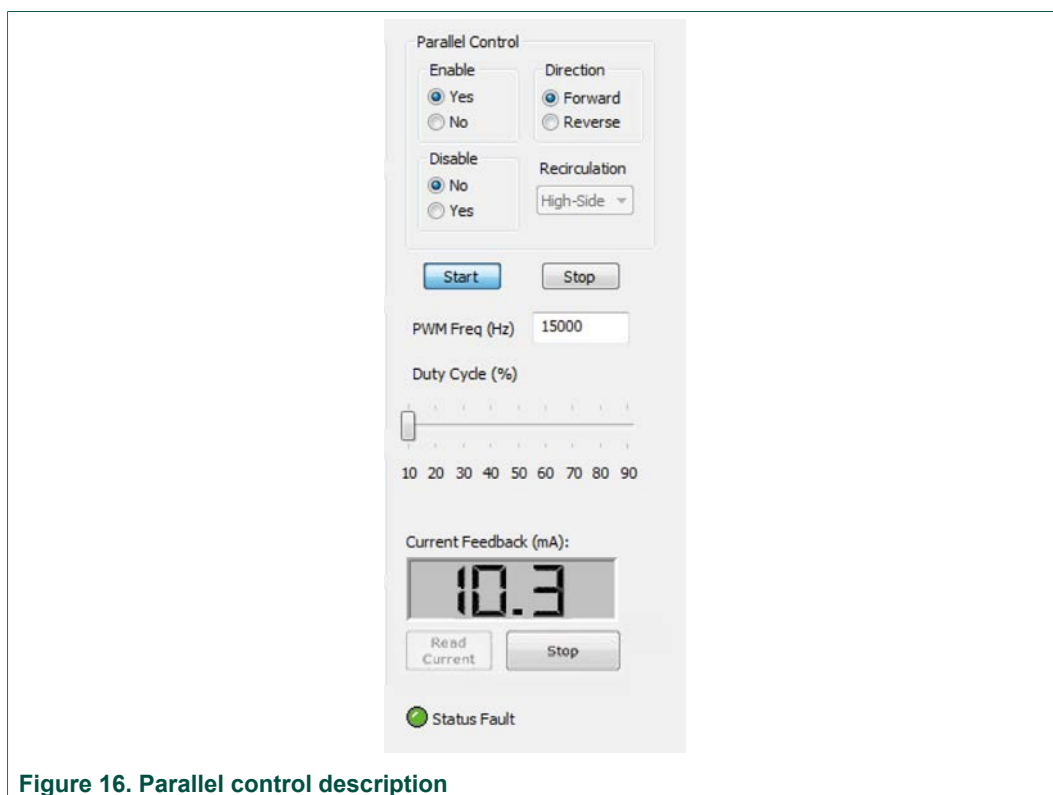 Parallel Control
Enable
Direction
Yes
Forward
No
Reverse
Disable
Recirculation
No
High-Side
Yes
Start
Stop
PWM Freq (Hz)
15000
Duty Cycle (%)
10 20 30 40 50 60 70 80 90
Current Feedback (mA):
10.3
Read
Current
Stop
Status Fault
Figure 16. Parallel control description